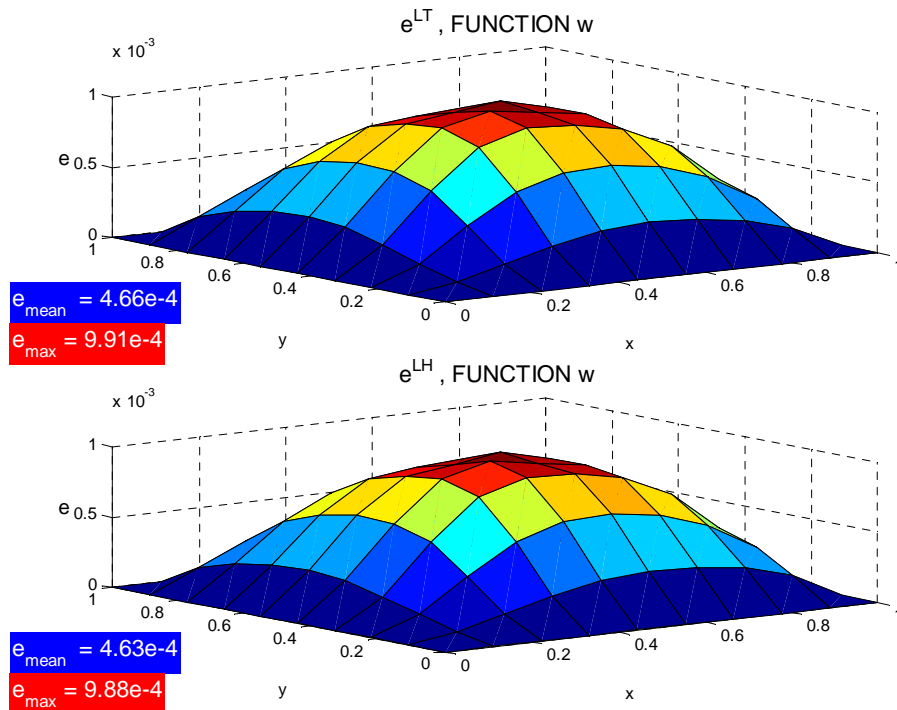 e^LT , FUNCTION w
x 10^-3
1
e 0.5
0
1 0.8 0.6 0.4 0.2 0
0 0.2 0.4 0.6 0.8 1
y
x
e_mean = 4.66e-4
e_max = 9.91e-4
e^LH , FUNCTION w
x 10^-3
1
e 0.5
0
1 0.8 0.6 0.4 0.2 0
0 0.2 0.4 0.6 0.8 1
y
x
e_mean = 4.63e-4
e_max = 9.88e-4